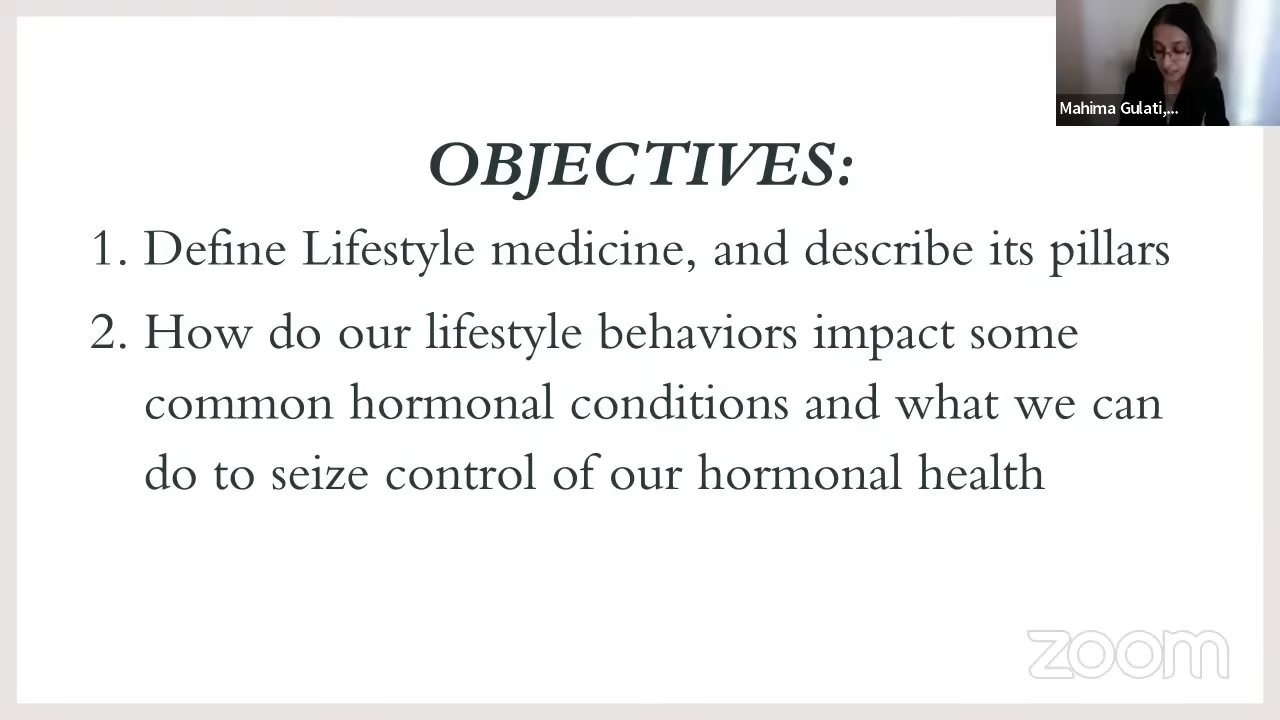 Mahima Gulati,...
OBJECTIVES:
1. Define Lifestyle medicine, and describe its pillars
2. How do our lifestyle behaviors impact some
common hormonal conditions and what we can
do to seize control of our hormonal health
zoom